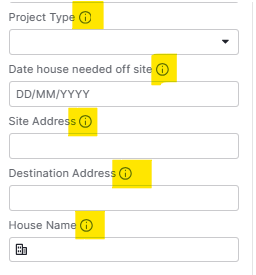 Project Type
Date house needed off site
DD/MM/YYYY
Site Address
Destination Address
House Name